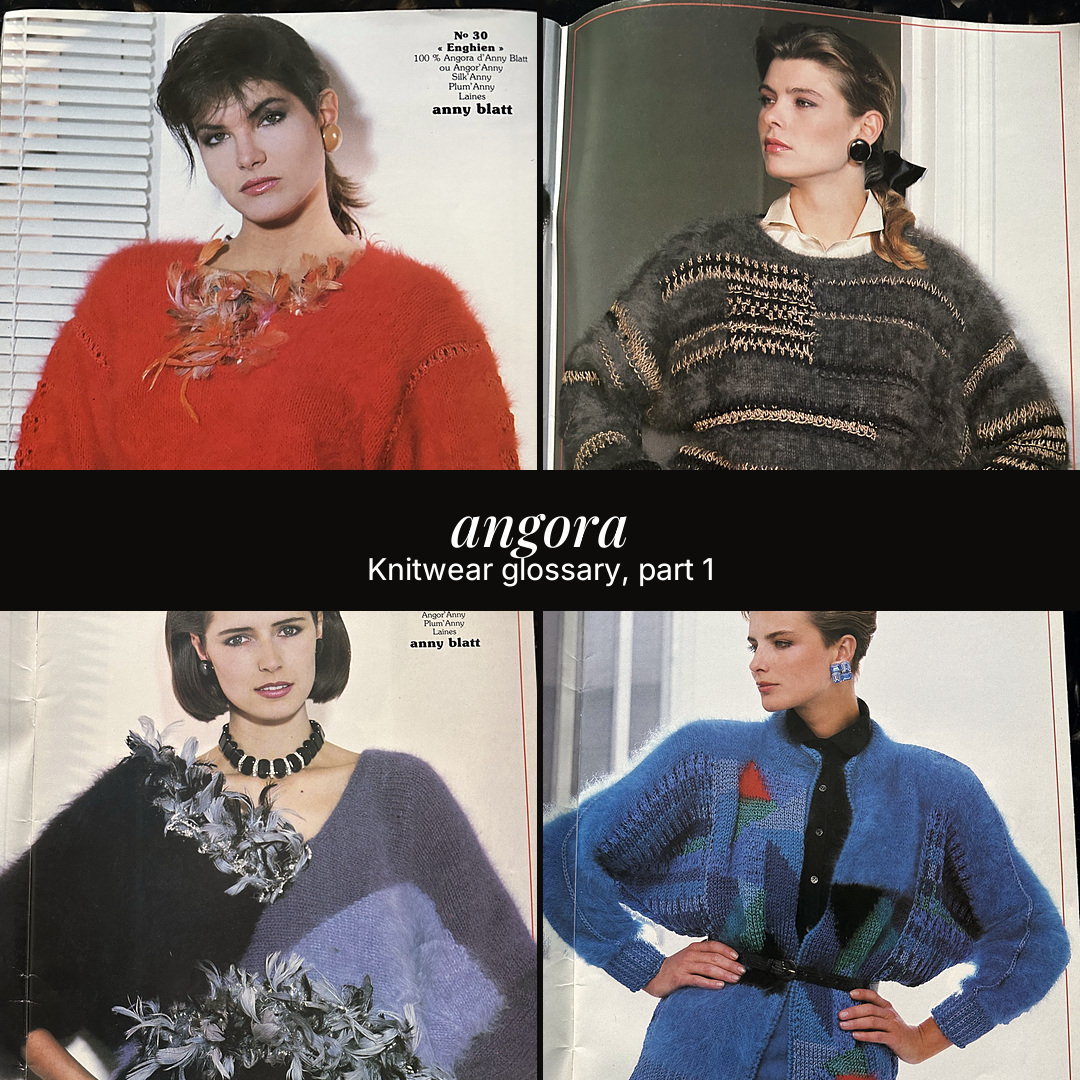 No 30
« Enghien »
100 % Angora d'Anny Blatt
ou Angor'Anny
Silk'Anny
Plum'Anny
Laines
anny blatt
angora
Knitwear glossary, part 1
Angor'Anny
Plum'Anny
Laines
anny blatt